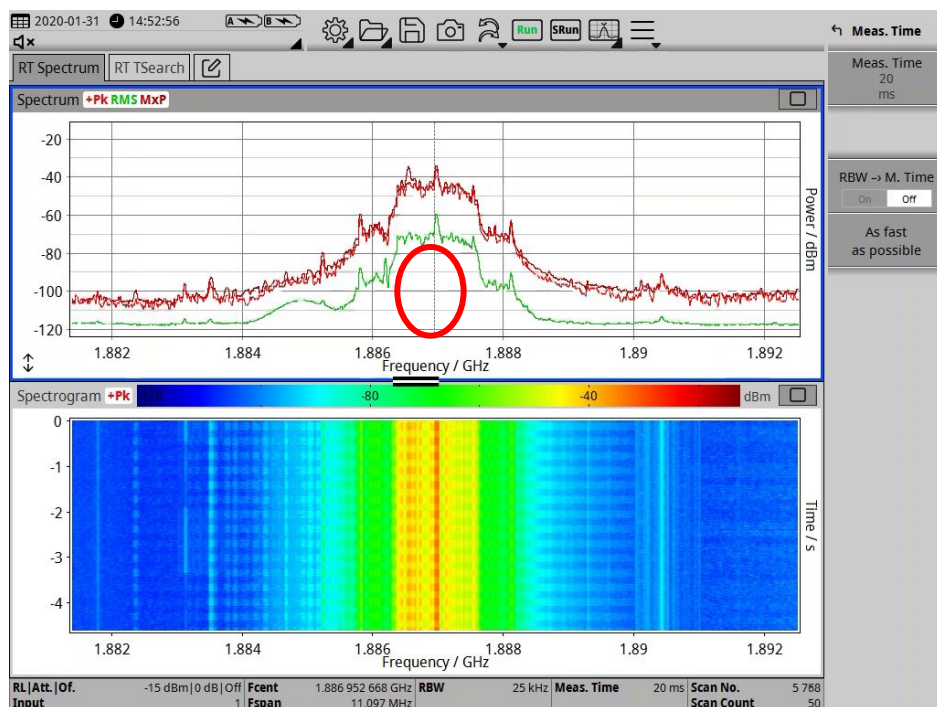 2020-01-31 14:52:56 A B Run SRun
Meas. Time
RT Spectrum RT TSearch
Meas. Time
20
ms
Spectrum +Pk RMS MxP
-20
-40
-60
-80
-100
-120
Power / dBm
RBW -> M. Time
On Off
As fast
as possible
1.882 1.884 1.886 1.888 1.89 1.892
Frequency / GHz
Spectrogram +Pk -120 -80 -40 dBm
0
-1
-2
-3
-4
Time / s
1.882 1.884 1.886 1.888 1.89 1.892
Frequency / GHz
RL|Att.|Of. -15 dBm|0 dB|Off Fcent 1.886 952 668 GHz RBW 25 kHz Meas. Time 20 ms Scan No. 5 768
Input 1 Fspan 11.097 MHz Scan Count 50